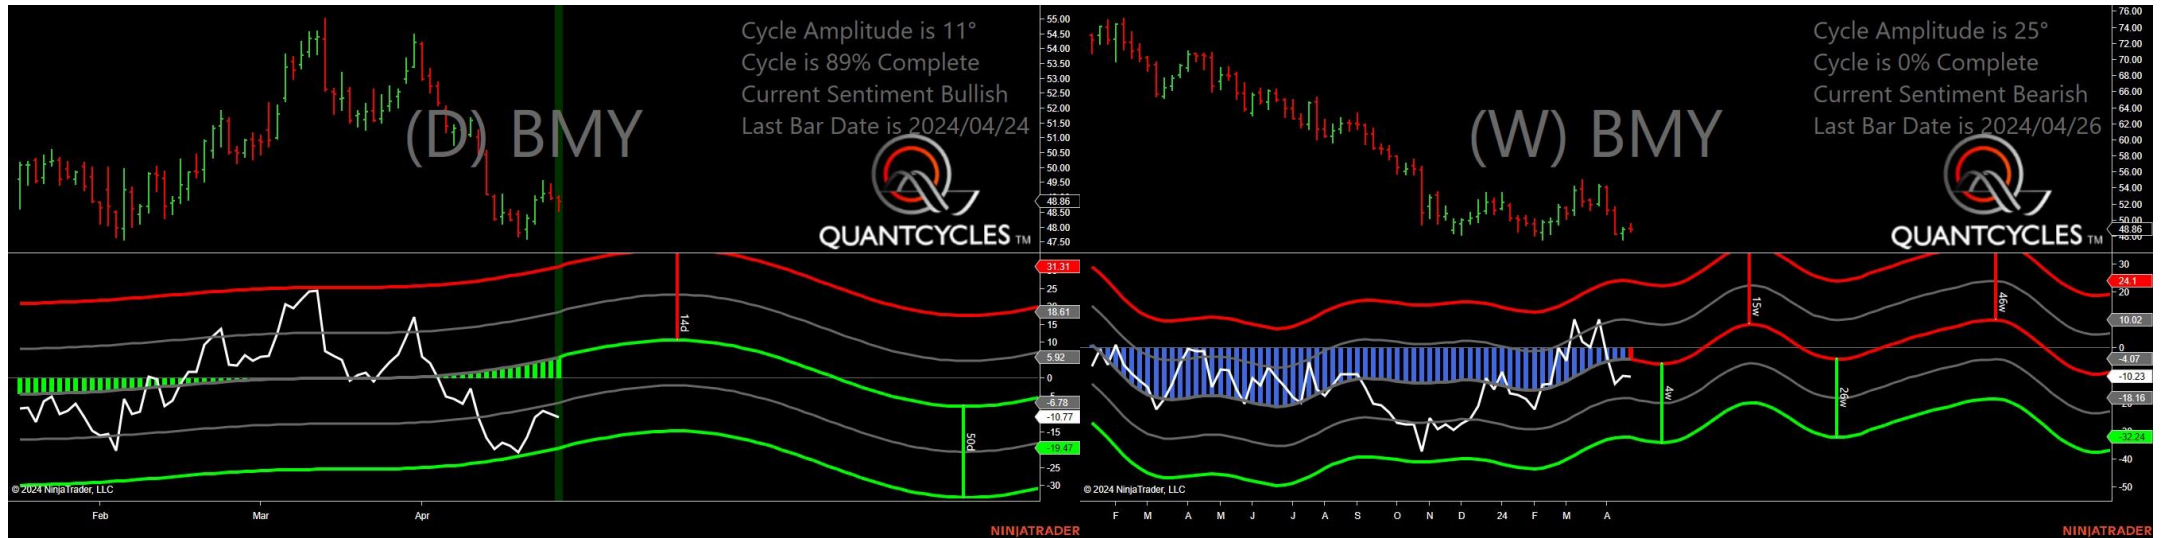 Cycle Amplitude is 11°
Cycle is 89% Complete
Current Sentiment Bullish
Last Bar Date is 2024/04/24
(D) BMY
QUANTCYCLES TM
55.00
54.50
54.00
53.50
53.00
52.50
52.00
51.50
51.00
50.50
50.00
49.50
48.86
48.50
48.00
47.50
31.31
25
18.61
15
10
5.92
0
-6.78
-10.77
-15
-19.47
-25
-30
14d
50d
© 2024 NinjaTrader, LLC
Feb
Mar
Apr
NINJATRADER
Cycle Amplitude is 25°
Cycle is 0% Complete
Current Sentiment Bearish
Last Bar Date is 2024/04/26
(W) BMY
QUANTCYCLES TM
76.00
74.00
72.00
70.00
68.00
66.00
64.00
62.00
60.00
58.00
56.00
54.00
52.00
50.00
48.86
30
24.1
20
10.02
0
-4.07
-10.23
-18.16
-32.24
-40
-50
15w
46w
4w
26w
© 2024 NinjaTrader, LLC
F M A M J J A S O N D 24 F M A
NINJATRADER